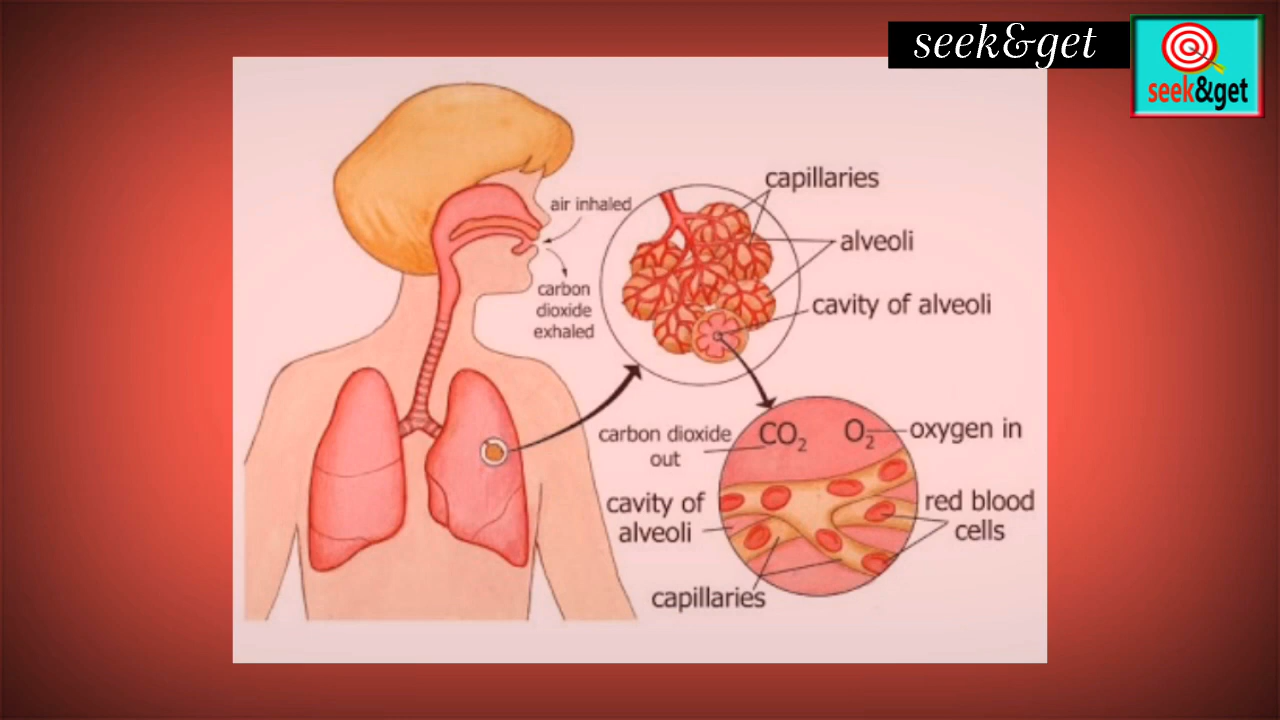 seek&get
seek&get
capillaries
air inhaled
alveoli
carbon
dioxide
exhaled
cavity of alveoli
carbon dioxide
out
CO₂
O₂
oxygen in
cavity of
alveoli
red blood
cells
capillaries